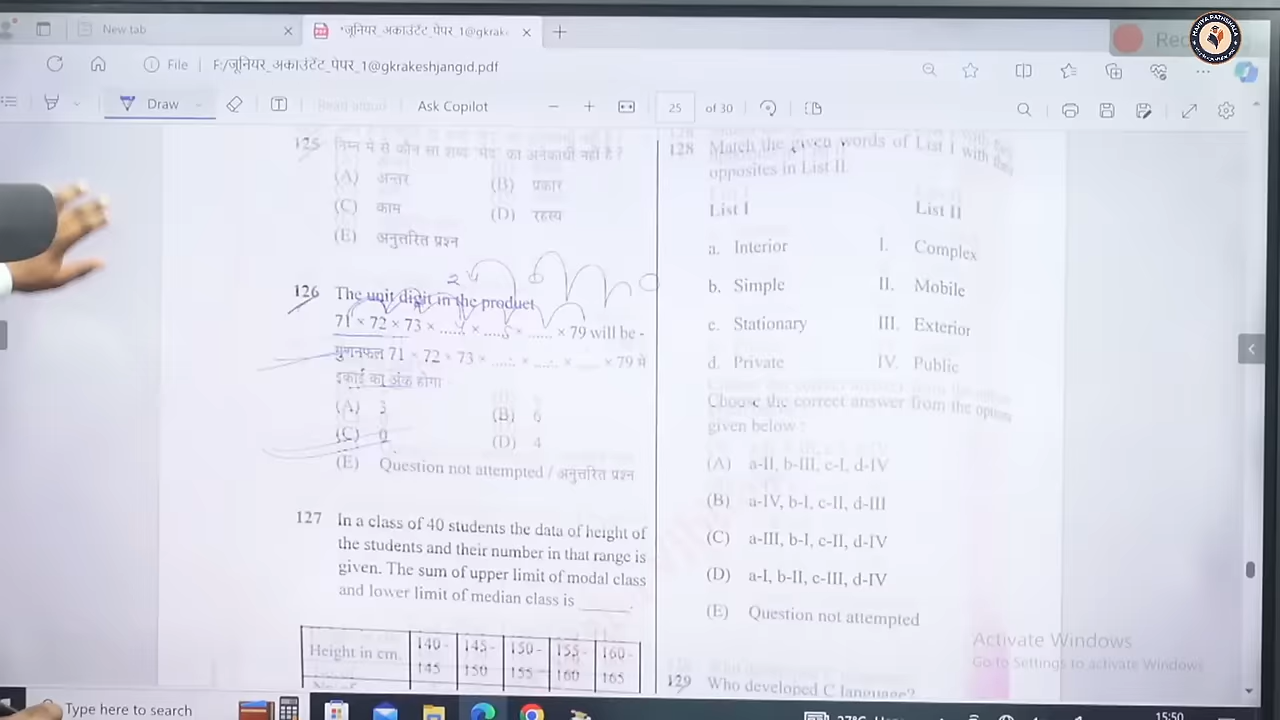 New tab
जूनियर_अकाउंटेंट_पेपर_1@gkrak
Rec
MAHIYA PATHSHALA
File F:/जूनियर_अकाउंटेंट_पेपर_1@gkrakeshjangid.pdf
Draw Read aloud Ask Copilot 25 of 30
125 निम्न में से कौन सा शब्द 'भेद' का अनेकार्थी नहीं है ?
(A) अन्तर (B) प्रकार
(C) काम (D) रहस्य
(E) अनुत्तरित प्रश्न
126 The unit digit in the product
71 × 72 × 73 × ...... × ...... × ...... × 79 will be -
गुणनफल 71 × 72 × 73 × ...... × ...... × ...... × 79 में
इकाई का अंक होगा
(A) 3 (B) 6
(C) 0 (D) 4
(E) Question not attempted / अनुत्तरित प्रश्न
127 In a class of 40 students the data of height of
the students and their number in that range is
given. The sum of upper limit of modal class
and lower limit of median class is ______.
Height in cm. 140-145 145-150 150-155 155-160 160-165
128 Match the given words of List I with their
opposites in List II
List I List II
a. Interior I. Complex
b. Simple II. Mobile
c. Stationary III. Exterior
d. Private IV. Public
Choose the correct answer from the options
given below :
(A) a-II, b-III, c-I, d-IV
(B) a-IV, b-I, c-II, d-III
(C) a-III, b-I, c-II, d-IV
(D) a-I, b-II, c-III, d-IV
(E) Question not attempted
129 Who developed C language?
Activate Windows
Go to Settings to activate Windows
Type here to search
15:50